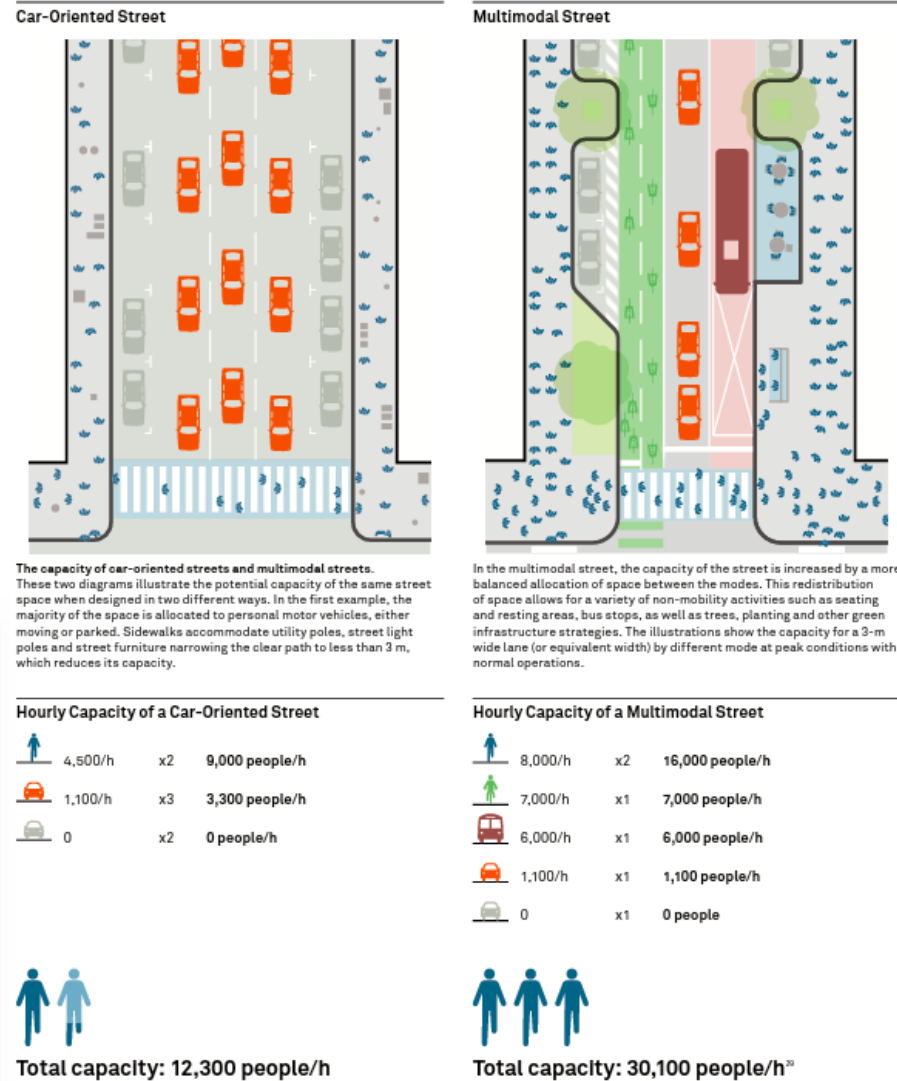 Car-Oriented Street
The capacity of car-oriented streets and multimodal streets.
These two diagrams illustrate the potential capacity of the same street
space when designed in two different ways. In the first example, the
majority of the space is allocated to personal motor vehicles, either
moving or parked. Sidewalks accommodate utility poles, street light
poles and street furniture narrowing the clear path to less than 3 m,
which reduces its capacity.
Hourly Capacity of a Car-Oriented Street
4,500/h x2 9,000 people/h
1,100/h x3 3,300 people/h
0 x2 0 people/h
Total capacity: 12,300 people/h
Multimodal Street
In the multimodal street, the capacity of the street is increased by a more
balanced allocation of space between the modes. This redistribution
of space allows for a variety of non-mobility activities such as seating
and resting areas, bus stops, as well as trees, planting and other green
infrastructure strategies. The illustrations show the capacity for a 3-m
wide lane (or equivalent width) by different mode at peak conditions with
normal operations.
Hourly Capacity of a Multimodal Street
8,000/h x2 16,000 people/h
7,000/h x1 7,000 people/h
6,000/h x1 6,000 people/h
1,100/h x1 1,100 people/h
0 x1 0 people
Total capacity: 30,100 people/h